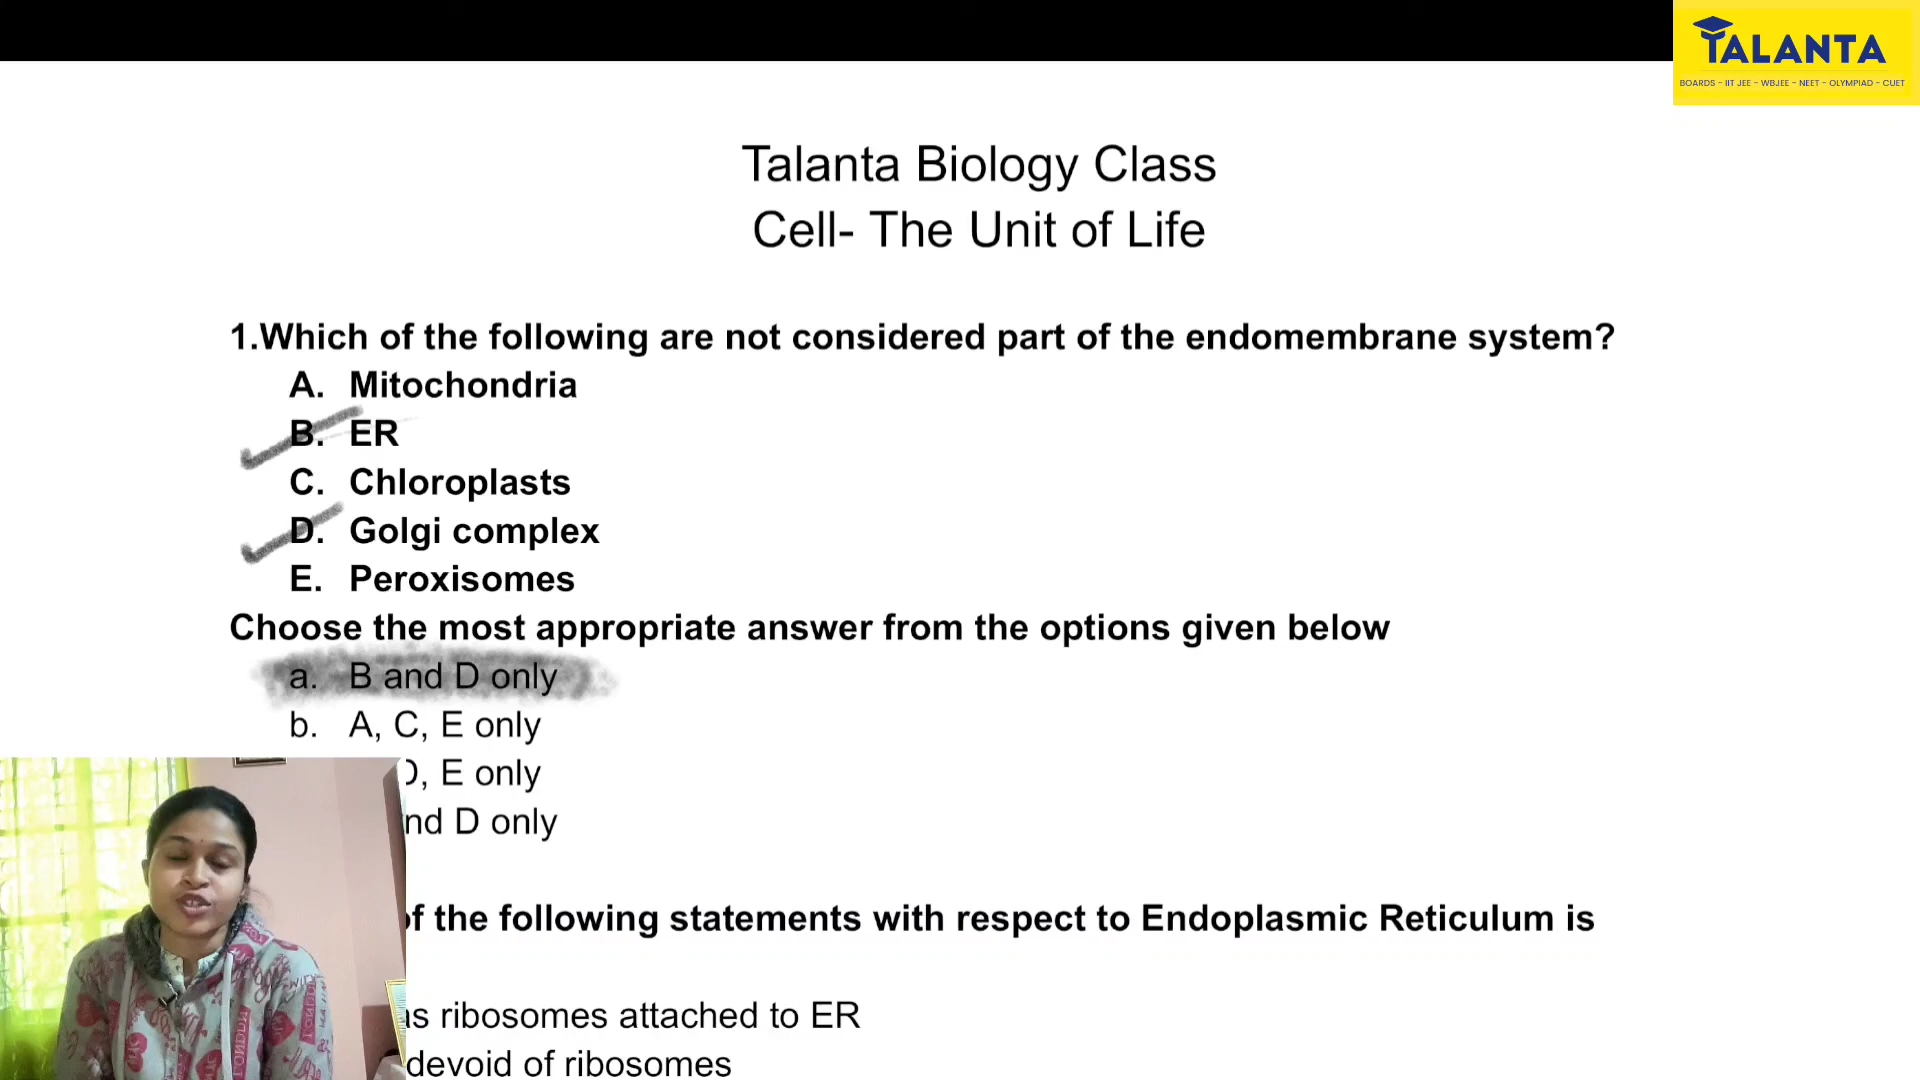 TALANTA
BOARDS - IIT JEE - WBJEE - NEET - OLYMPIAD - CUET
Talanta Biology Class
Cell- The Unit of Life
1.Which of the following are not considered part of the endomembrane system?
A. Mitochondria
B. ER
C. Chloroplasts
D. Golgi complex
E. Peroxisomes
Choose the most appropriate answer from the options given below
a. B and D only
b. A, C, E only
D, E only
nd D only
of the following statements with respect to Endoplasmic Reticulum is
as ribosomes attached to ER
devoid of ribosomes